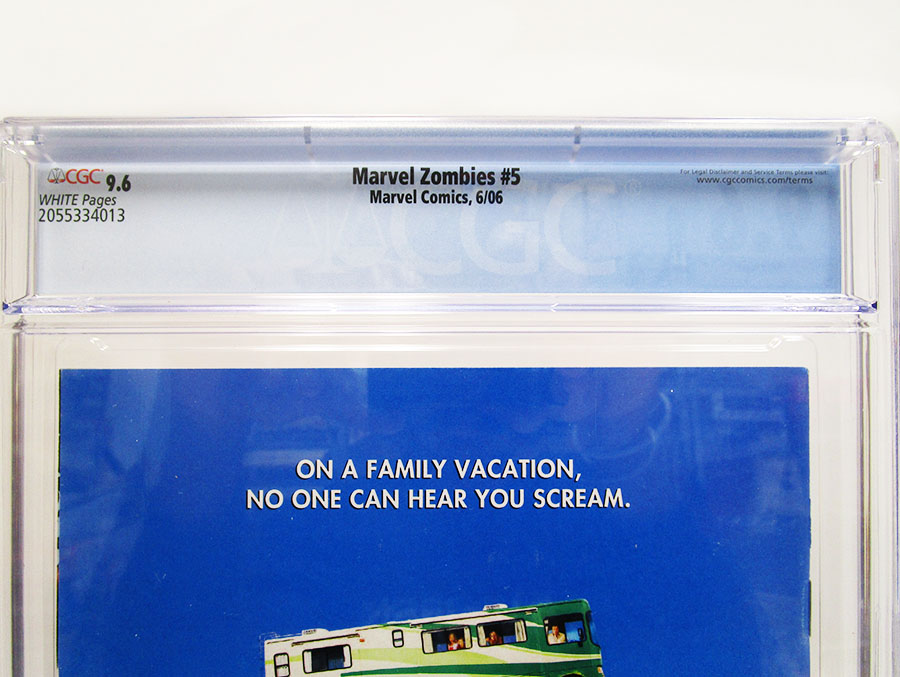 CGC 9.6
WHITE Pages
2055334013
Marvel Zombies #5
Marvel Comics, 6/06
For Legal Disclaimer and Service Terms please visit:
www.cgccomics.com/terms
CGC
ON A FAMILY VACATION,
NO ONE CAN HEAR YOU SCREAM.